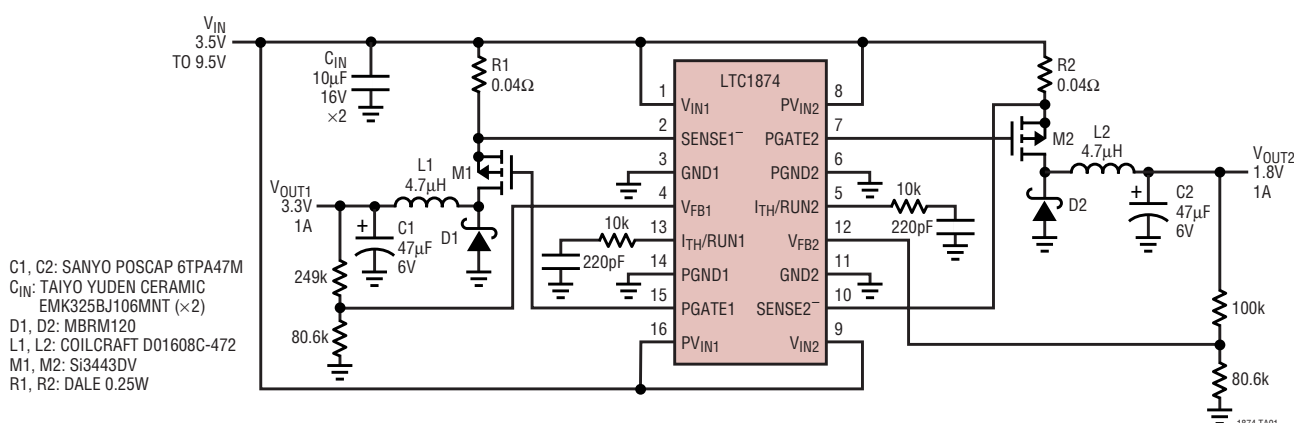 VIN
3.5V
TO 9.5V
CIN
10µF
16V
×2
R1
0.04Ω
R2
0.04Ω
LTC1874
1
VIN1
2
SENSE1–
3
GND1
4
VFB1
13
ITH/RUN1
14
PGND1
15
PGATE1
16
PVIN1
8
PVIN2
7
PGATE2
6
PGND2
5
ITH/RUN2
12
VFB2
11
GND2
10
SENSE2–
9
VIN2
M1
L1
4.7µH
VOUT1
3.3V
1A
+
C1
47µF
6V
D1
10k
220pF
249k
80.6k
M2
L2
4.7µH
VOUT2
1.8V
1A
D2
+
C2
47µF
6V
10k
220pF
100k
80.6k
C1, C2: SANYO POSCAP 6TPA47M
CIN: TAIYO YUDEN CERAMIC
EMK325BJ106MNT (×2)
D1, D2: MBRM120
L1, L2: COILCRAFT D01608C-472
M1, M2: Si3443DV
R1, R2: DALE 0.25W
1874 TA01